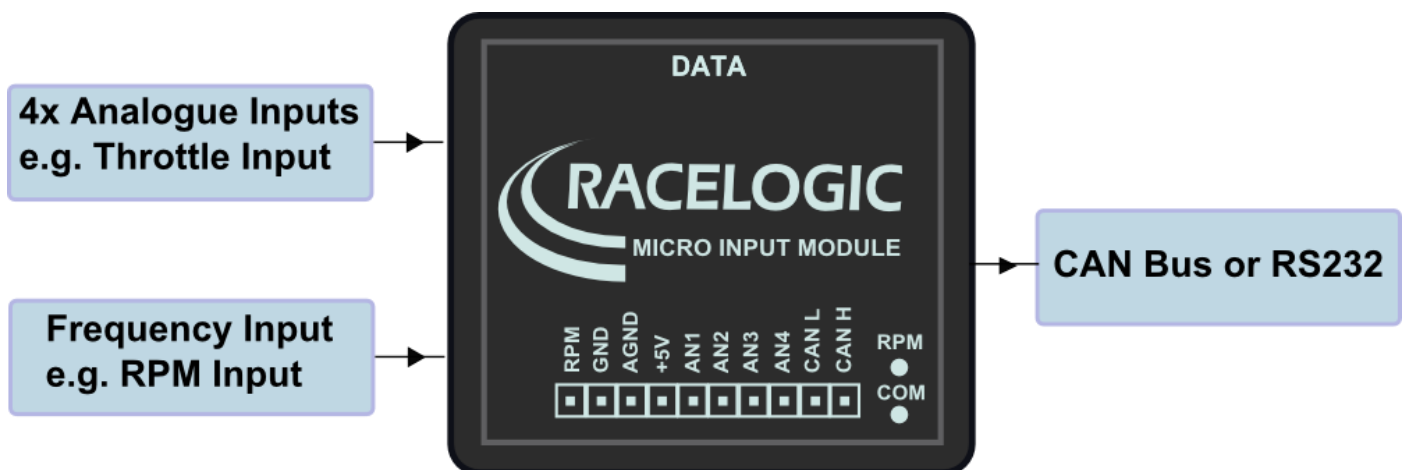 4x Analogue Inputs
e.g. Throttle Input
Frequency Input
e.g. RPM Input
DATA
RACELOGIC
MICRO INPUT MODULE
RPM
GND
AGND
+5V
AN1
AN2
AN3
AN4
CAN L
CAN H
RPM
COM
CAN Bus or RS232